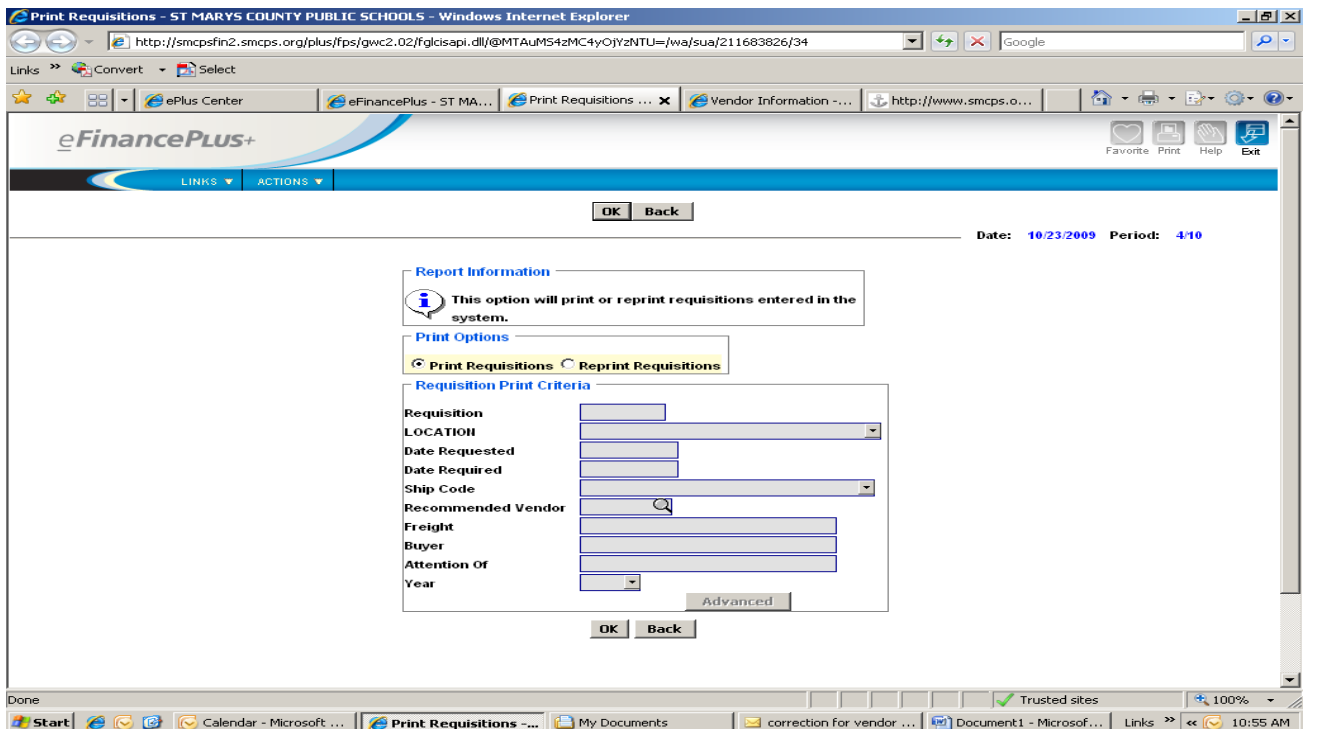 Print Requisitions - ST MARYS COUNTY PUBLIC SCHOOLS - Windows Internet Explorer
http://smcpsfin2.smcps.org/plus/fps/gwc2.02/fglcisapi.dll/@MTAuMS4zMC4yOjYzNTU=/wa/sua/211683826/34 Google
Links » Convert Select
ePlus Center eFinancePlus - ST MA... Print Requisitions ... Vendor Information -... http://www.smcps.o...
eFinancePLus+
Favorite Print Help Exit
LINKS ACTIONS
OK Back
Date: 10/23/2009 Period: 4/10
Report Information
This option will print or reprint requisitions entered in the
system.
Print Options
Print Requisitions Reprint Requisitions
Requisition Print Criteria
Requisition
LOCATION
Date Requested
Date Required
Ship Code
Recommended Vendor
Freight
Buyer
Attention Of
Year
Advanced
OK Back
Done Trusted sites 100%
Start Calendar - Microsoft ... Print Requisitions -... My Documents correction for vendor ... Document1 - Microsof... Links » « 10:55 AM